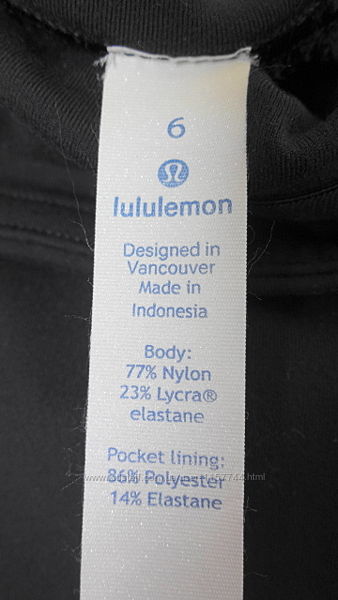 6
lululemon
Designed in
Vancouver
Made in
Indonesia
Body:
77% Nylon
23% Lycra®
elastane
Pocket lining:
86% Polyester
14% Elastane